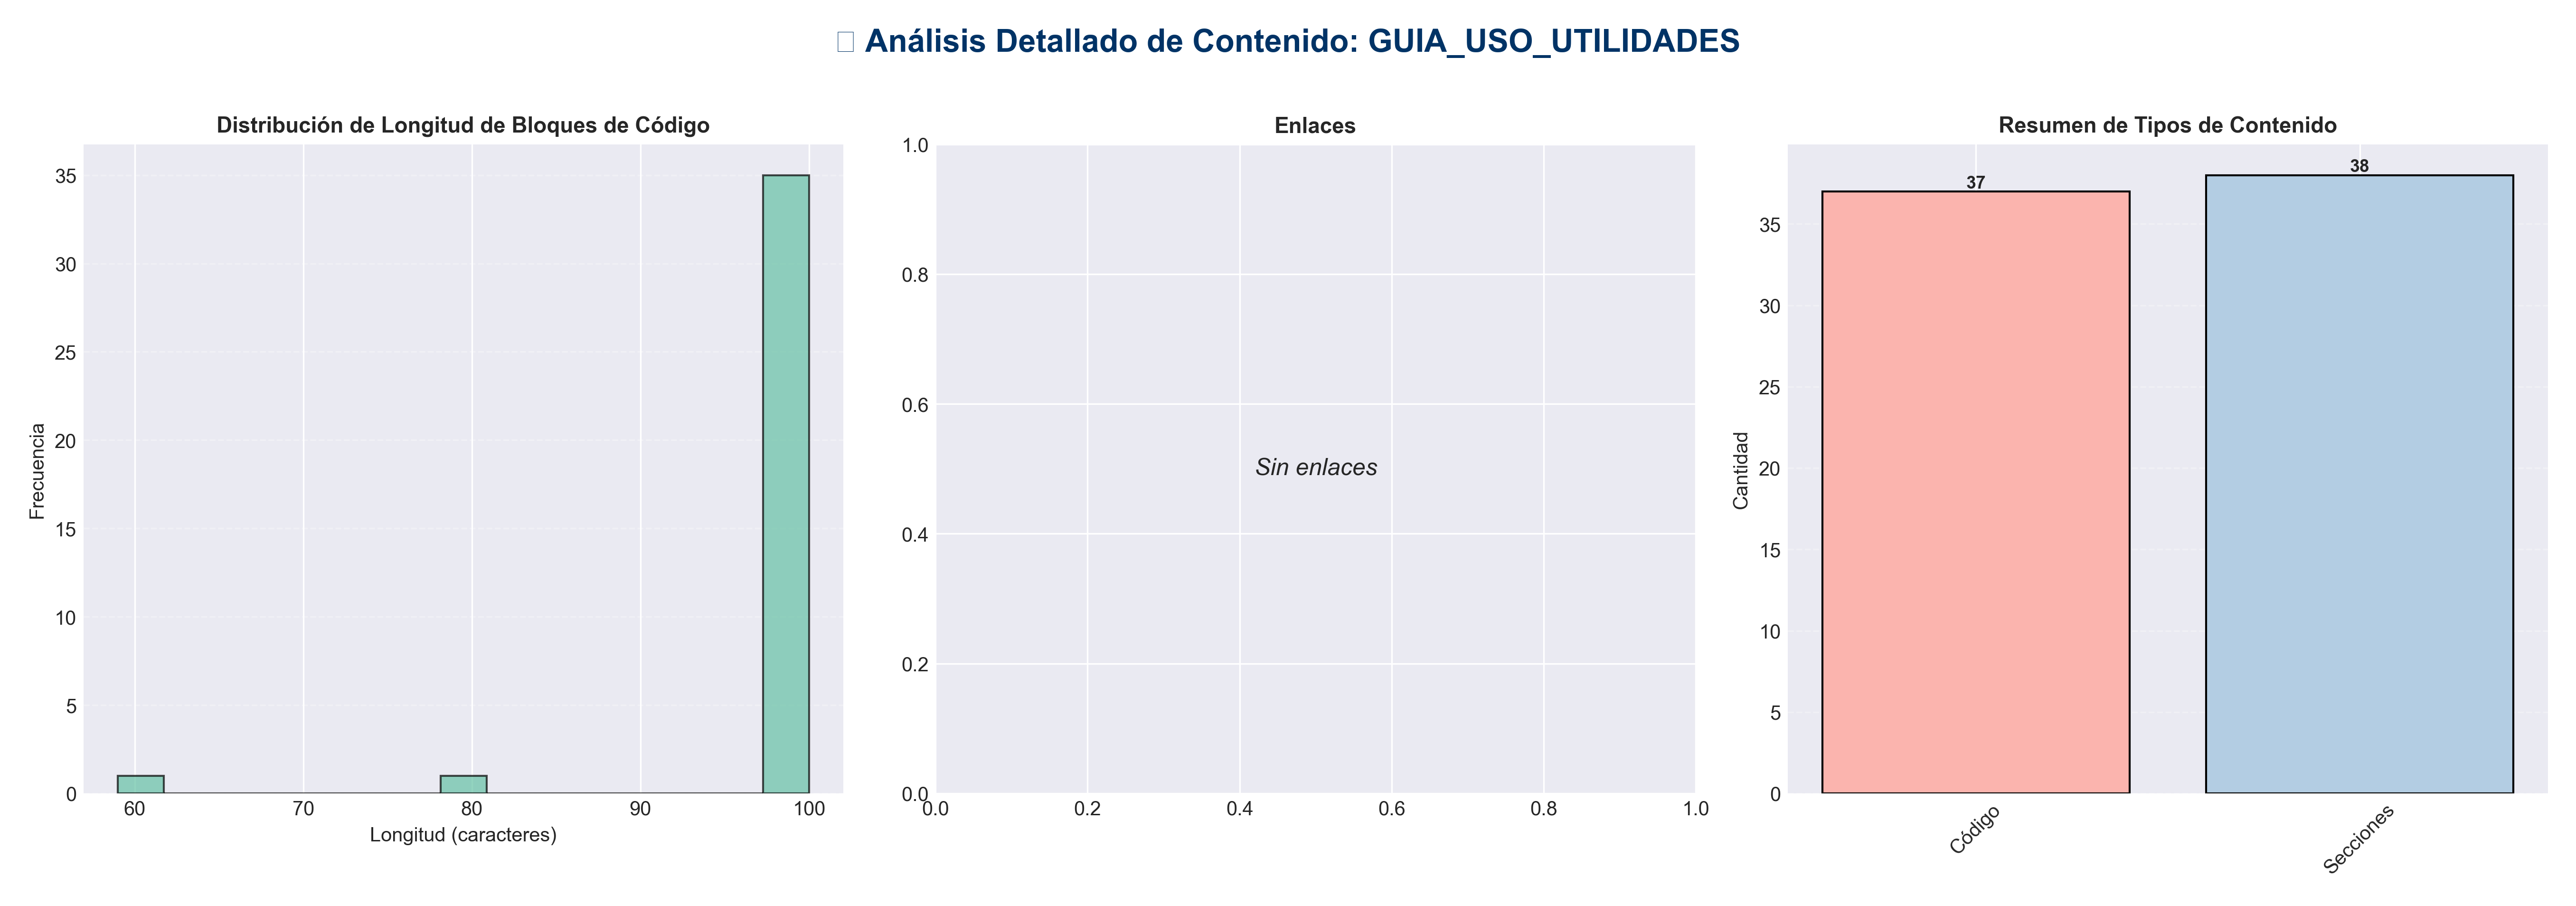 Análisis Detallado de Contenido: GUIA_USO_UTILIDADES
Distribución de Longitud de Bloques de Código
Frecuencia
35
30
25
20
15
10
5
0
60 70 80 90 100
Longitud (caracteres)
Enlaces
1.0
0.8
0.6
0.4
0.2
0.0
Sin enlaces
0.0 0.2 0.4 0.6 0.8 1.0
Resumen de Tipos de Contenido
Cantidad
35
30
25
20
15
10
5
0
37
38
Código
Secciones